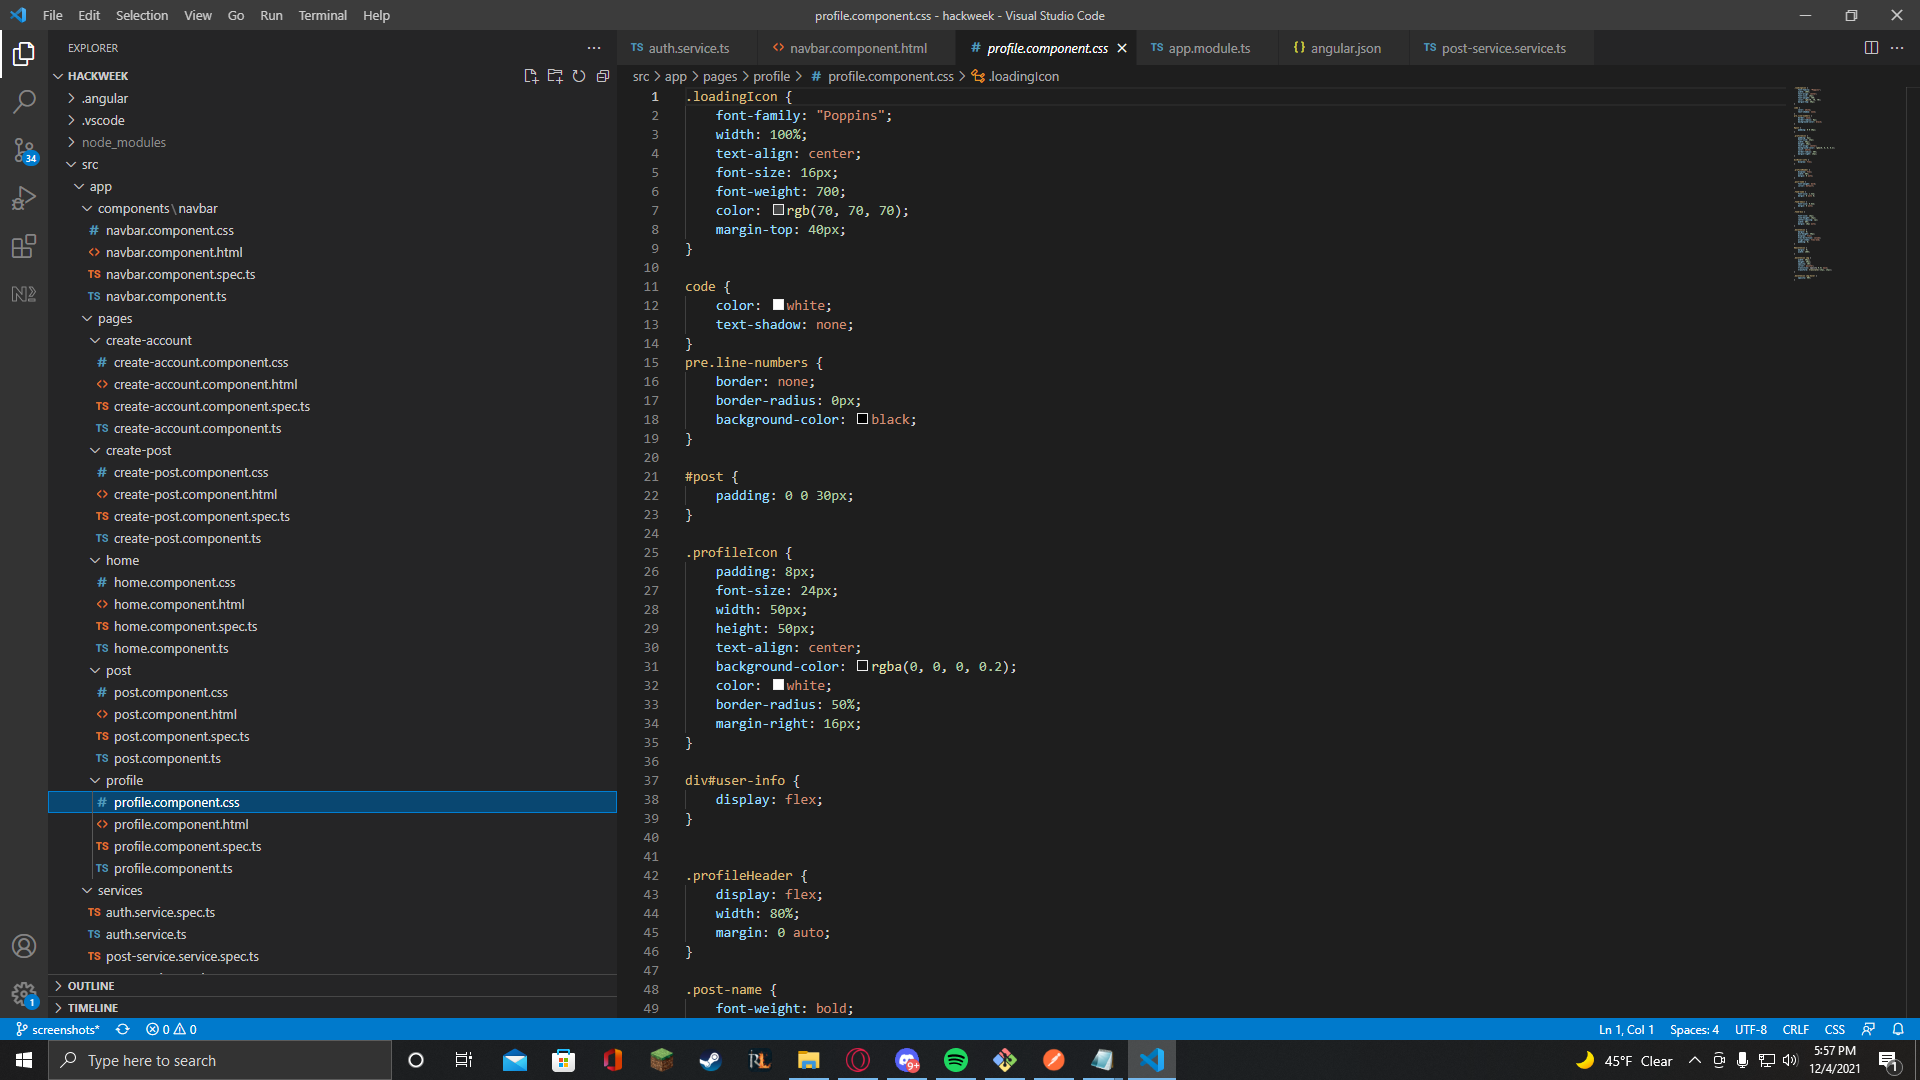 File Edit Selection View Go Run Terminal Help
profile.component.css - hackweek - Visual Studio Code
EXPLORER
HACKWEEK
.angular
.vscode
node_modules
src
app
components\navbar
navbar.component.css
navbar.component.html
navbar.component.spec.ts
navbar.component.ts
pages
create-account
create-account.component.css
create-account.component.html
create-account.component.spec.ts
create-account.component.ts
create-post
create-post.component.css
create-post.component.html
create-post.component.spec.ts
create-post.component.ts
home
home.component.css
home.component.html
home.component.spec.ts
home.component.ts
post
post.component.css
post.component.html
post.component.spec.ts
post.component.ts
profile
profile.component.css
profile.component.html
profile.component.spec.ts
profile.component.ts
services
auth.service.spec.ts
auth.service.ts
post-service.service.spec.ts
OUTLINE
TIMELINE
34
1
auth.service.ts navbar.component.html profile.component.css app.module.ts angular.json post-service.service.ts
src > app > pages > profile > # profile.component.css > .loadingIcon
1 .loadingIcon {
2 font-family: "Poppins";
3 width: 100%;
4 text-align: center;
5 font-size: 16px;
6 font-weight: 700;
7 color: rgb(70, 70, 70);
8 margin-top: 40px;
9 }
10
11 code {
12 color: white;
13 text-shadow: none;
14 }
15 pre.line-numbers {
16 border: none;
17 border-radius: 0px;
18 background-color: black;
19 }
20
21 #post {
22 padding: 0 0 30px;
23 }
24
25 .profileIcon {
26 padding: 8px;
27 font-size: 24px;
28 width: 50px;
29 height: 50px;
30 text-align: center;
31 background-color: rgba(0, 0, 0, 0.2);
32 color: white;
33 border-radius: 50%;
34 margin-right: 16px;
35 }
36
37 div#user-info {
38 display: flex;
39 }
40
41
42 .profileHeader {
43 display: flex;
44 width: 80%;
45 margin: 0 auto;
46 }
47
48 .post-name {
49 font-weight: bold;
screenshots* 0 0
Ln 1, Col 1 Spaces: 4 UTF-8 CRLF CSS
Type here to search
RL
9+
45°F Clear
5:57 PM
12/4/2021
1